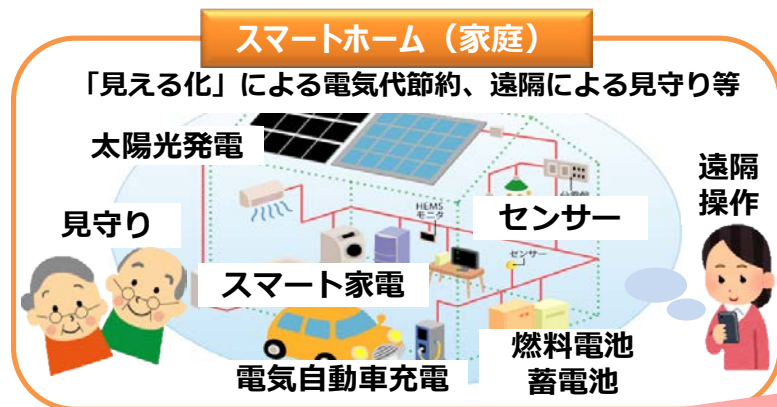 スマートホーム（家庭）
「見える化」による電気代節約、遠隔による見守り等
太陽光発電
遠隔
操作
見守り
HEMS
モニタ
センサー
センサー
スマート家電
燃料電池
蓄電池
電気自動車充電